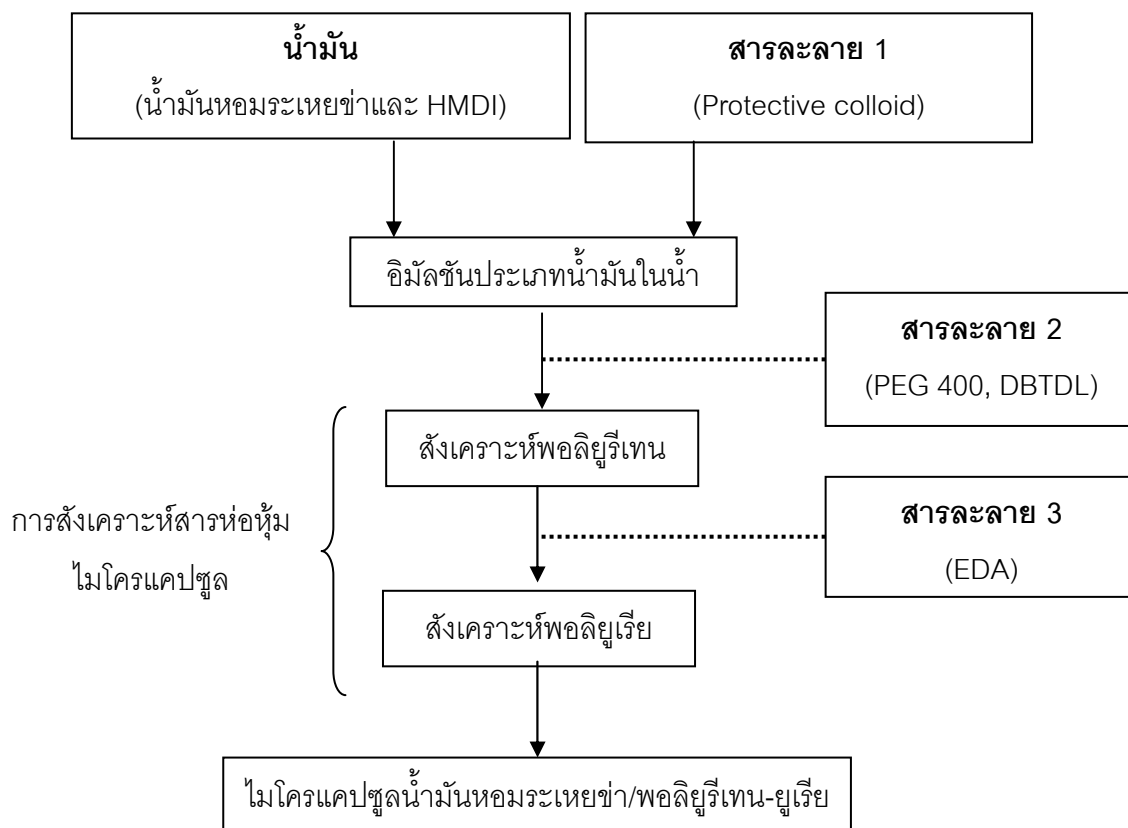 น้ำมัน
(น้ำมันหอมระเหยข่าและ HMDI)
สารละลาย 1
(Protective colloid)
อิมัลชันประเภทน้ำมันในน้ำ
สารละลาย 2
(PEG 400, DBTDL)
สังเคราะห์พอลิยูรีเทน
การสังเคราะห์สารห่อหุ้ม
ไมโครแคปซูล
สารละลาย 3
(EDA)
สังเคราะห์พอลิยูเรีย
ไมโครแคปซูลน้ำมันหอมระเหยข่า/พอลิยูรีเทน-ยูเรีย